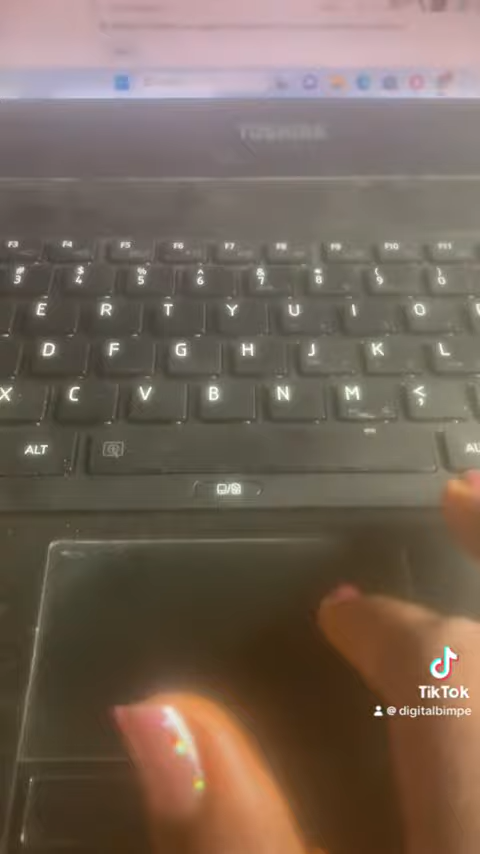 TOSHIBA
F3 F4 F5 F6 F7 F8 F9 F10 F11
# $ % ^ & * ( )
3 4 5 6 7 8 9 0
E R T Y U I O
D F G H J K L
X C V B N M <
,
ALT
TikTok
@digitalbimpe